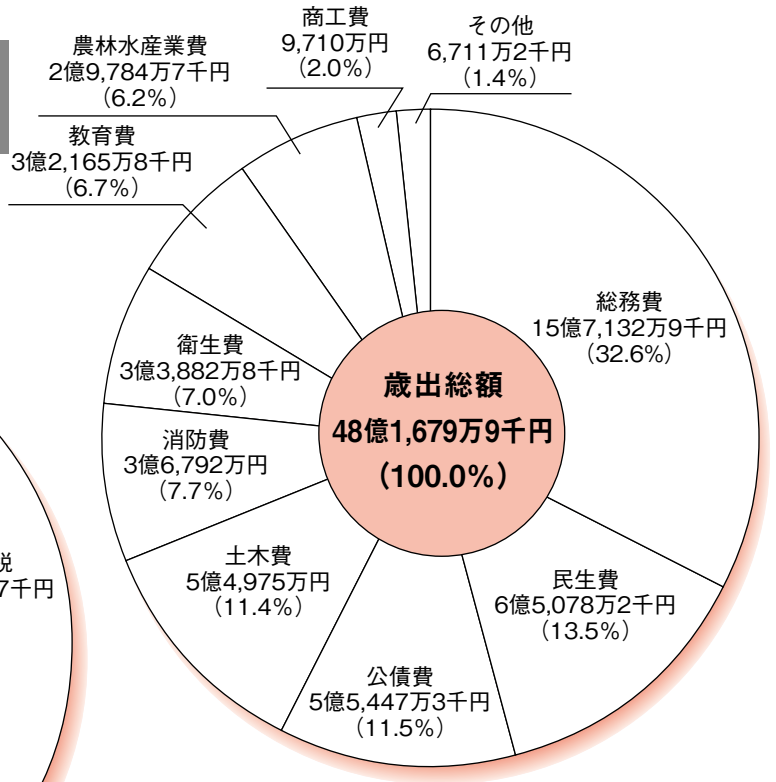 商工費
9,710万円
(2.0%)
その他
6,711万2千円
(1.4%)
農林水産業費
2億9,784万7千円
(6.2%)
教育費
3億2,165万8千円
(6.7%)
総務費
15億7,132万9千円
(32.6%)
衛生費
3億3,882万8千円
(7.0%)
歳出総額
48億1,679万9千円
(100.0%)
消防費
3億6,792万円
(7.7%)
土木費
5億4,975万円
(11.4%)
民生費
6億5,078万2千円
(13.5%)
公債費
5億5,447万3千円
(11.5%)
税
7千円